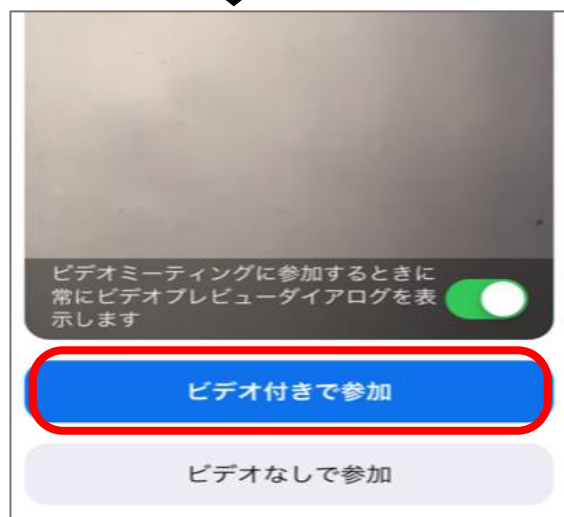 ビデオミーティングに参加するときに
常にビデオプレビューダイアログを表
示します
ビデオ付きで参加
ビデオなしで参加